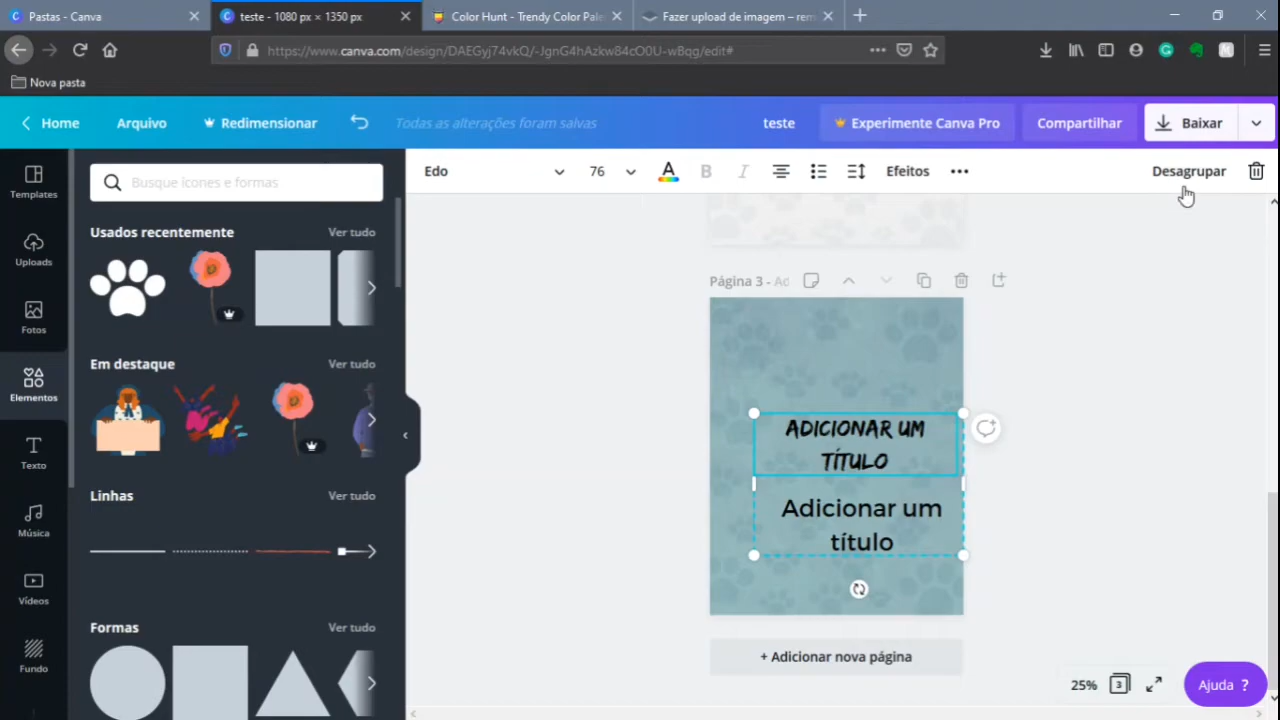 Pastas - Canva
teste - 1080 px × 1350 px
Color Hunt - Trendy Color Pale
Fazer upload de imagem – rem
https://www.canva.com/design/DAEGyj74vkQ/-JgnG4hAzkw84cO0U-wBqg/edit#
Nova pasta
Home
Arquivo
Redimensionar
Todas as alterações foram salvas
teste
Experimente Canva Pro
Compartilhar
Baixar
Templates
Uploads
Fotos
Elementos
Texto
Música
Vídeos
Fundo
Busque ícones e formas
Usados recentemente
Ver tudo
Em destaque
Ver tudo
Linhas
Ver tudo
Formas
Ver tudo
Edo
76
A
B
I
Efeitos
Desagrupar
Página 3 - Ad
ADICIONAR UM
TÍTULO
Adicionar um
título
+ Adicionar nova página
25%
3
Ajuda ?